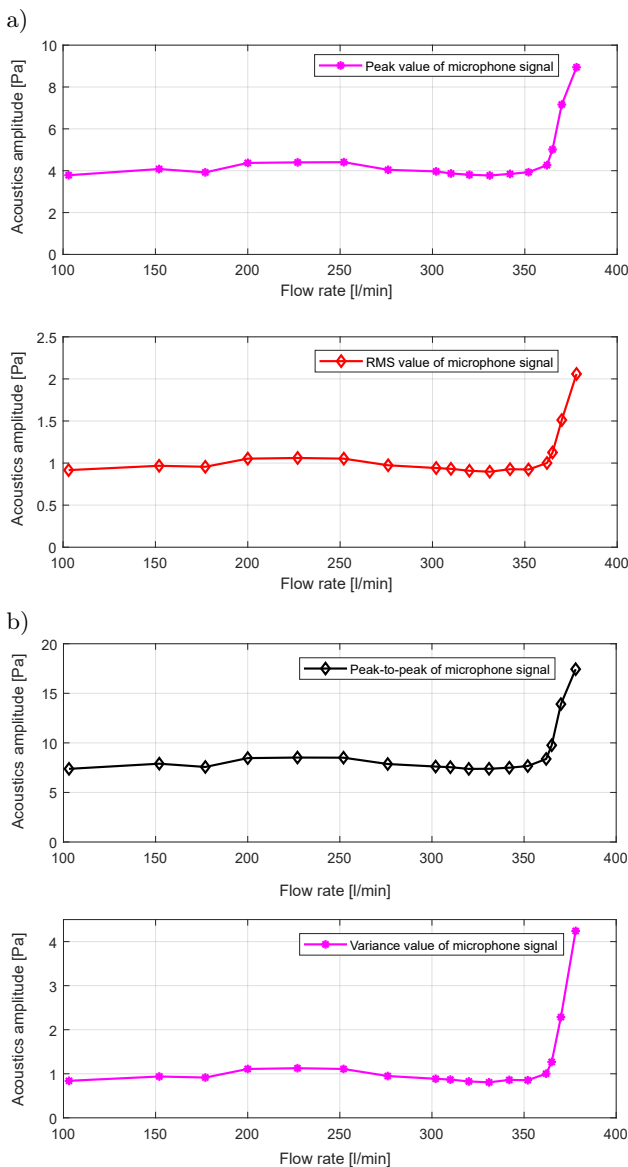 a)
10
8
6
4
2
0
Acoustics amplitude [Pa]
Peak value of microphone signal
100 150 200 250 300 350 400
Flow rate [l/min]
2.5
2
1.5
1
0.5
0
Acoustics amplitude [Pa]
RMS value of microphone signal
100 150 200 250 300 350 400
Flow rate [l/min]
b)
20
15
10
5
0
Acoustics amplitude [Pa]
Peak-to-peak of microphone signal
100 150 200 250 300 350 400
Flow rate [l/min]
4
3
2
1
0
Acoustics amplitude [Pa]
Variance value of microphone signal
100 150 200 250 300 350 400
Flow rate [l/min]